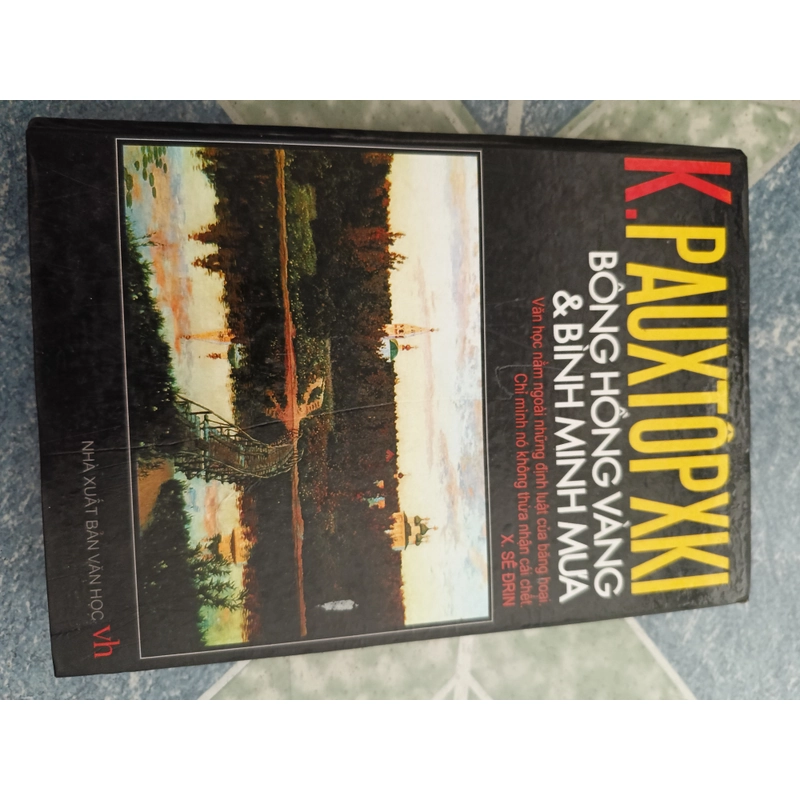 K. PAUXTÔPXKI
BÔNG HỒNG VÀNG
& BÌNH MINH MƯA
Văn học nằm ngoài những định luật của băng hoại.
Chỉ mình nó không thừa nhận cái chết.
X. SÊ ĐRIN
NHÀ XUẤT BẢN VĂN HỌC vh